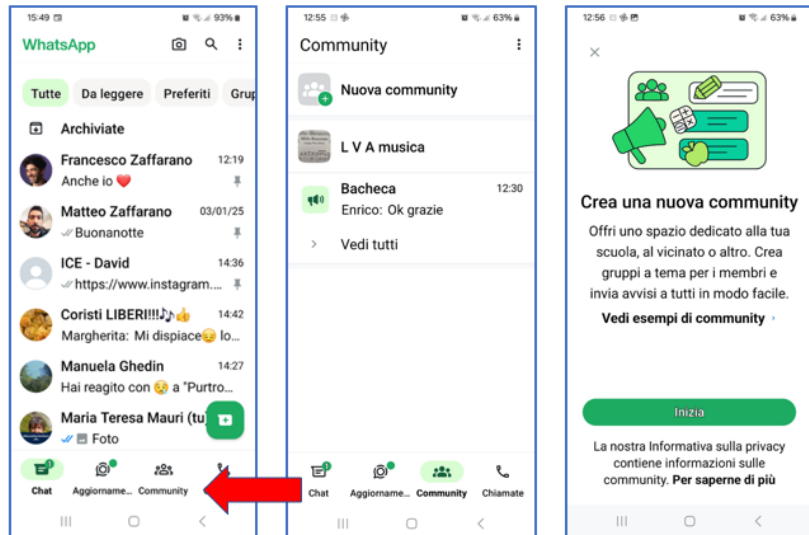 15:49 93%
WhatsApp
Tutte Da leggere Preferiti Grup
Archiviate
Francesco Zaffarano 12:19
Anche io ❤️
Matteo Zaffarano 03/01/25
Buonanotte
ICE - David 14:36
https://www.instagram....
Coristi LIBERI!!!🎶👍 14:42
Margherita: Mi dispiace😥 lo...
Manuela Ghedin 14:27
Hai reagito con 😢 a "Purtro...
Maria Teresa Mauri (tu)
Foto
1
Chat Aggiorname... Community
12:55 63%
Community
Nuova community
L V A musica
Bacheca 12:30
Enrico: Ok grazie
Vedi tutti
1
Chat Aggiorname... Community Chiamate
12:56 63%
Crea una nuova community
Offri uno spazio dedicato alla tua
scuola, al vicinato o altro. Crea
gruppi a tema per i membri e
invia avvisi a tutti in modo facile.
Vedi esempi di community
Inizia
La nostra Informativa sulla privacy
contiene informazioni sulle
community. Per saperne di più